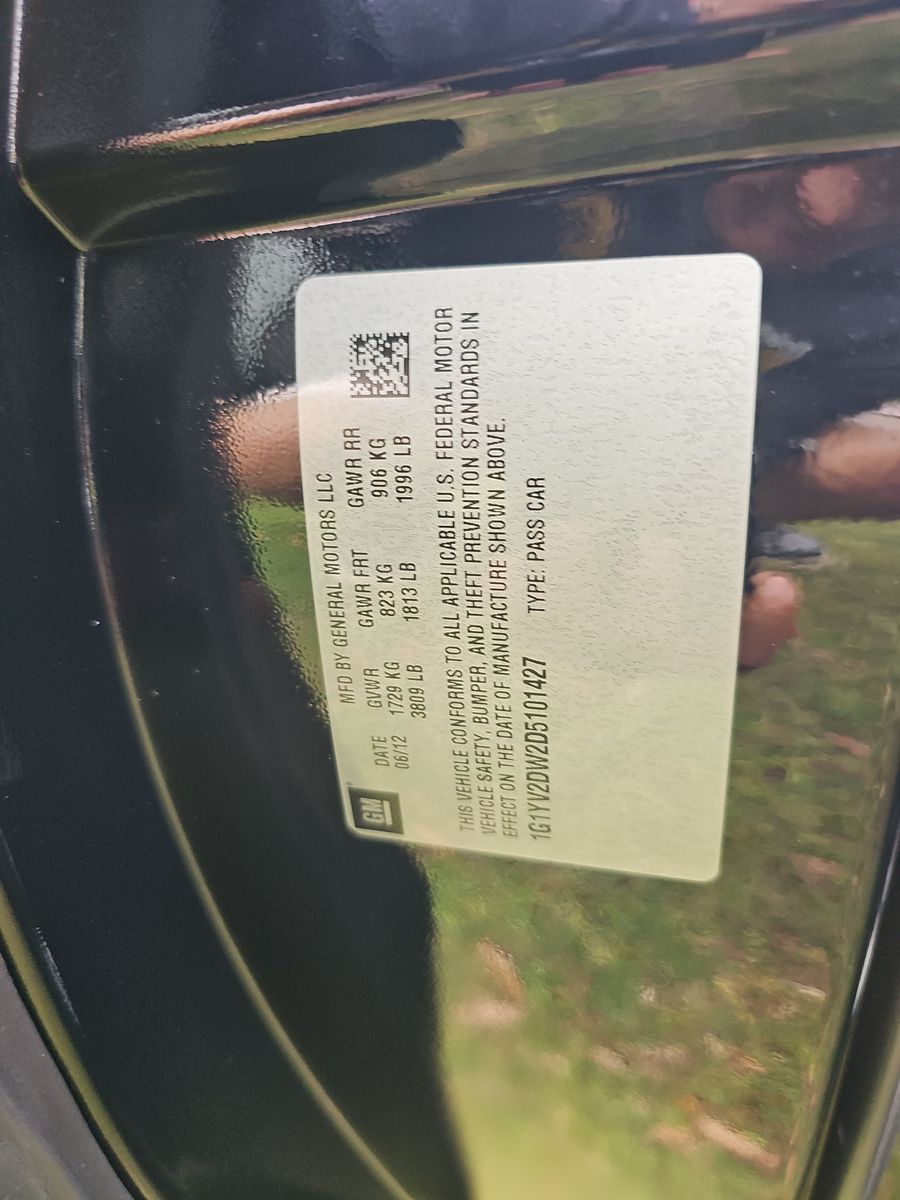 GM
MFD BY GENERAL MOTORS LLC
DATE GVWR GAWR FRT GAWR RR
06/12 1729 KG 823 KG 906 KG
3809 LB 1813 LB 1996 LB
THIS VEHICLE CONFORMS TO ALL APPLICABLE U.S. FEDERAL MOTOR
VEHICLE SAFETY, BUMPER, AND THEFT PREVENTION STANDARDS IN
EFFECT ON THE DATE OF MANUFACTURE SHOWN ABOVE.
1G1YV2DW2D5101427 TYPE: PASS CAR